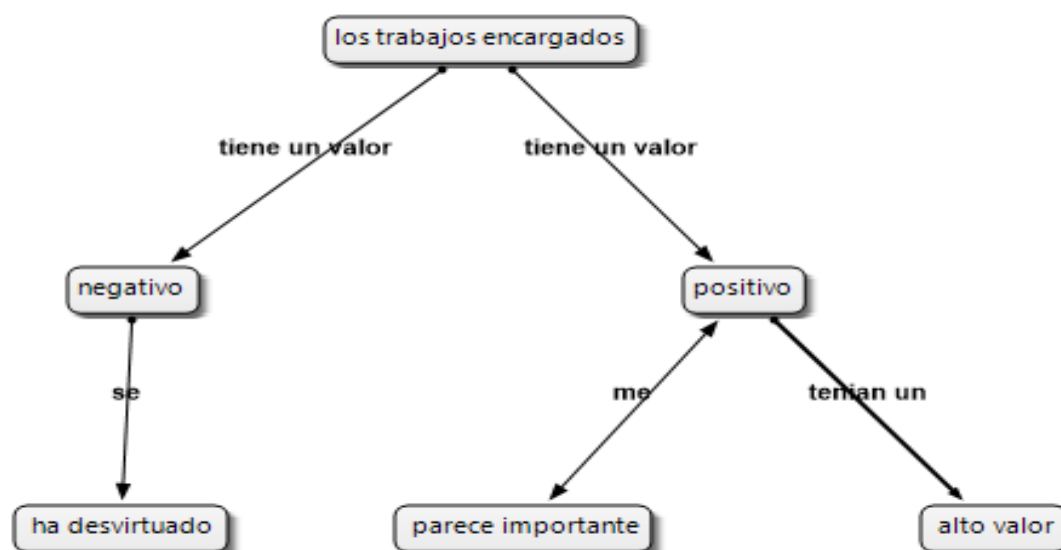 los trabajos encargados
tiene un valor tiene un valor
negativo positivo
se me tenian un
ha desvirtuado parece importante alto valor